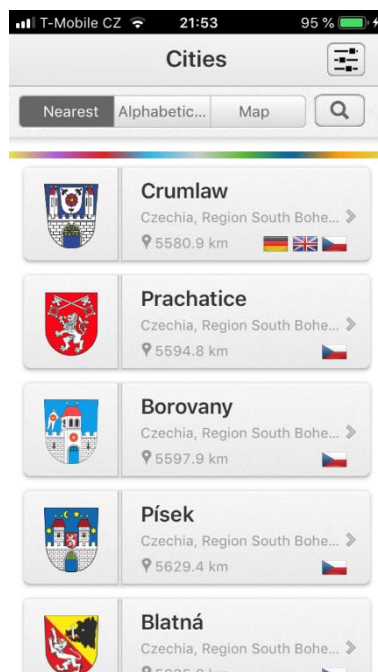 T-Mobile CZ 21:53 95 %
Cities
Nearest Alphabetic... Map
Crumlaw
Czechia, Region South Bohe...
5580.9 km
Prachatice
Czechia, Region South Bohe...
5594.8 km
Borovany
Czechia, Region South Bohe...
5597.9 km
Písek
Czechia, Region South Bohe...
5629.4 km
Blatná
Czechia, Region South Bohe...